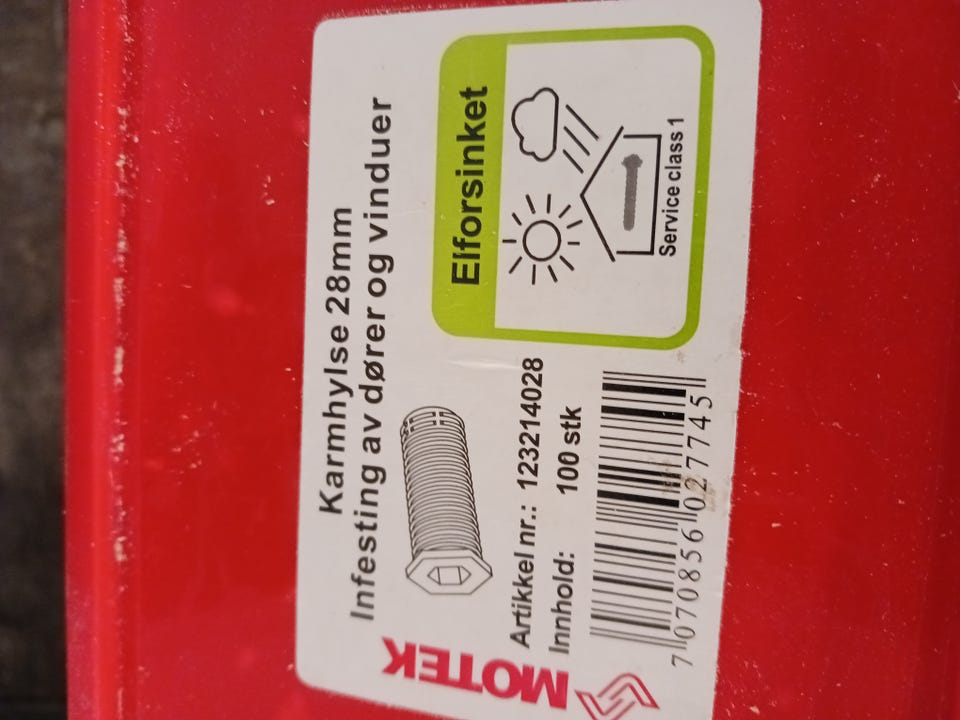 Karmhylse 28mm
Infesting av dører og vinduer
Elforsinket
Service class 1
Artikkel nr.: 123214028
Innhold: 100 stk
7 070856 027745
MOTEK